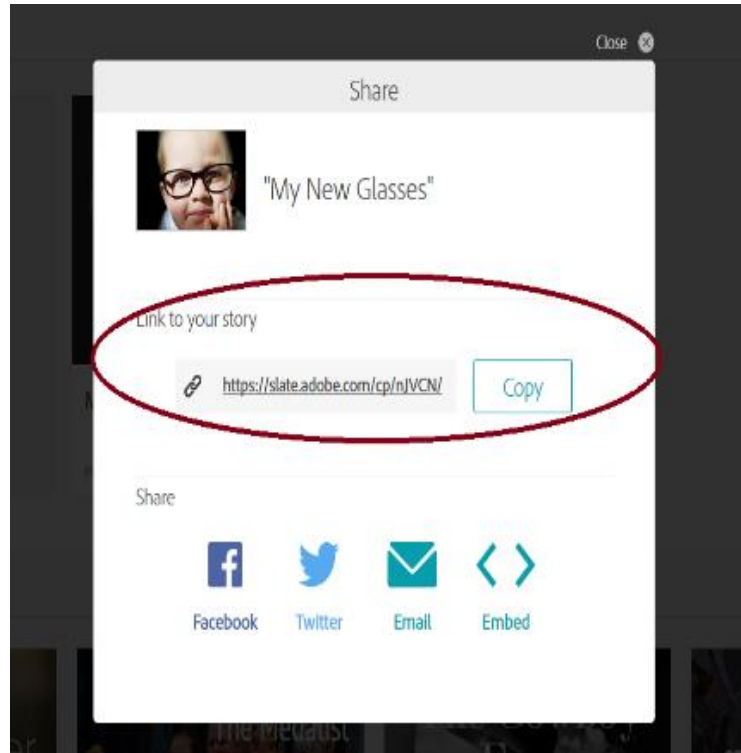 Close
Share
"My New Glasses"
Link to your story
https://slate.adobe.com/cp/nJVCN/
Copy
Share
Facebook Twitter Email Embed
The Medalist